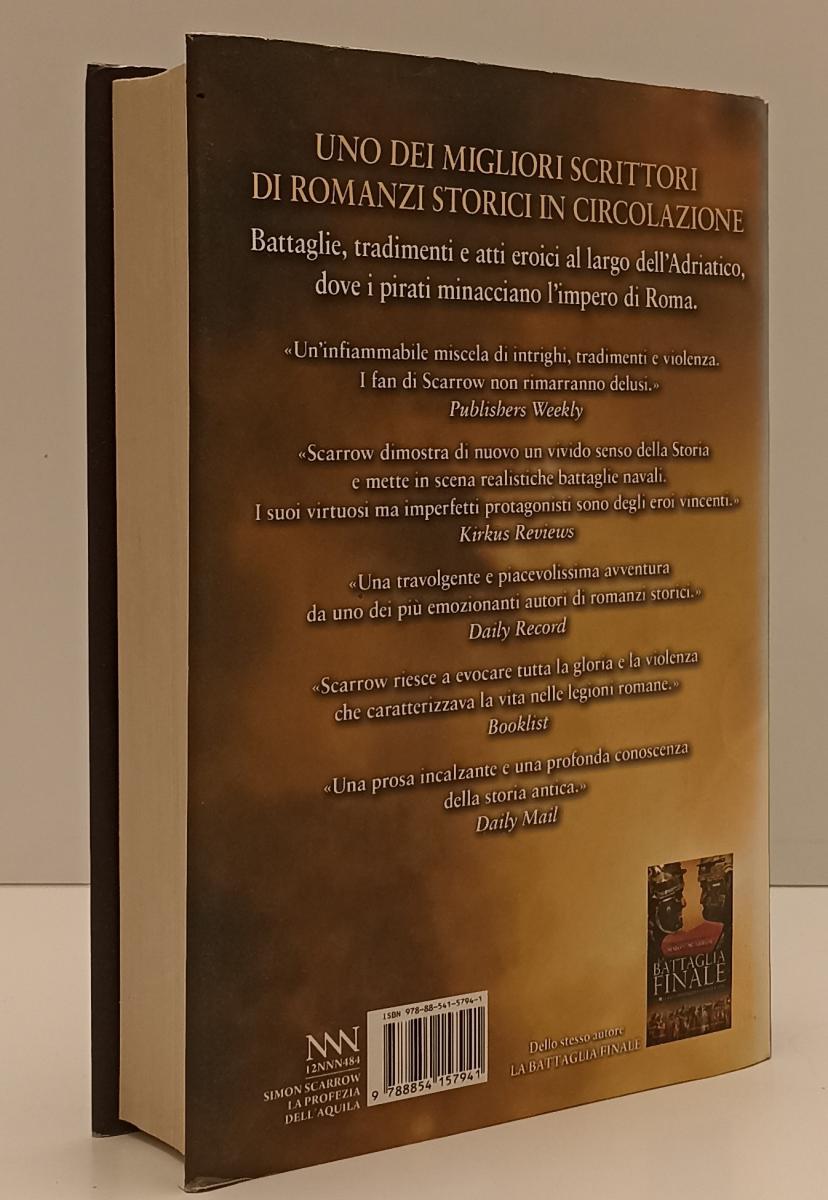 UNO DEI MIGLIORI SCRITTORI
DI ROMANZI STORICI IN CIRCOLAZIONE
Battaglie, tradimenti e atti eroici al largo dell'Adriatico,
dove i pirati minacciano l'impero di Roma.
«Un'infiammabile miscela di intrighi, tradimenti e violenza.
I fan di Scarrow non rimarranno delusi.»
Publishers Weekly
«Scarrow dimostra di nuovo un vivido senso della Storia
e mette in scena realistiche battaglie navali.
I suoi virtuosi ma imperfetti protagonisti sono degli eroi vincenti.»
Kirkus Reviews
«Una travolgente e piacevolissima avventura
da uno dei più emozionanti autori di romanzi storici.»
Daily Record
«Scarrow riesce a evocare tutta la gloria e la violenza
che caratterizzava la vita nelle legioni romane.»
Booklist
«Una prosa incalzante e una profonda conoscenza
della storia antica.»
Daily Mail
BATTAGLIA
FINALE
NNN
12NNN484
SIMON SCARROW
LA PROFEZIA
DELL'AQUILA
ISBN 978-88-541-5794-1
9 788854 157941
Dello stesso autore
LA BATTAGLIA FINALE